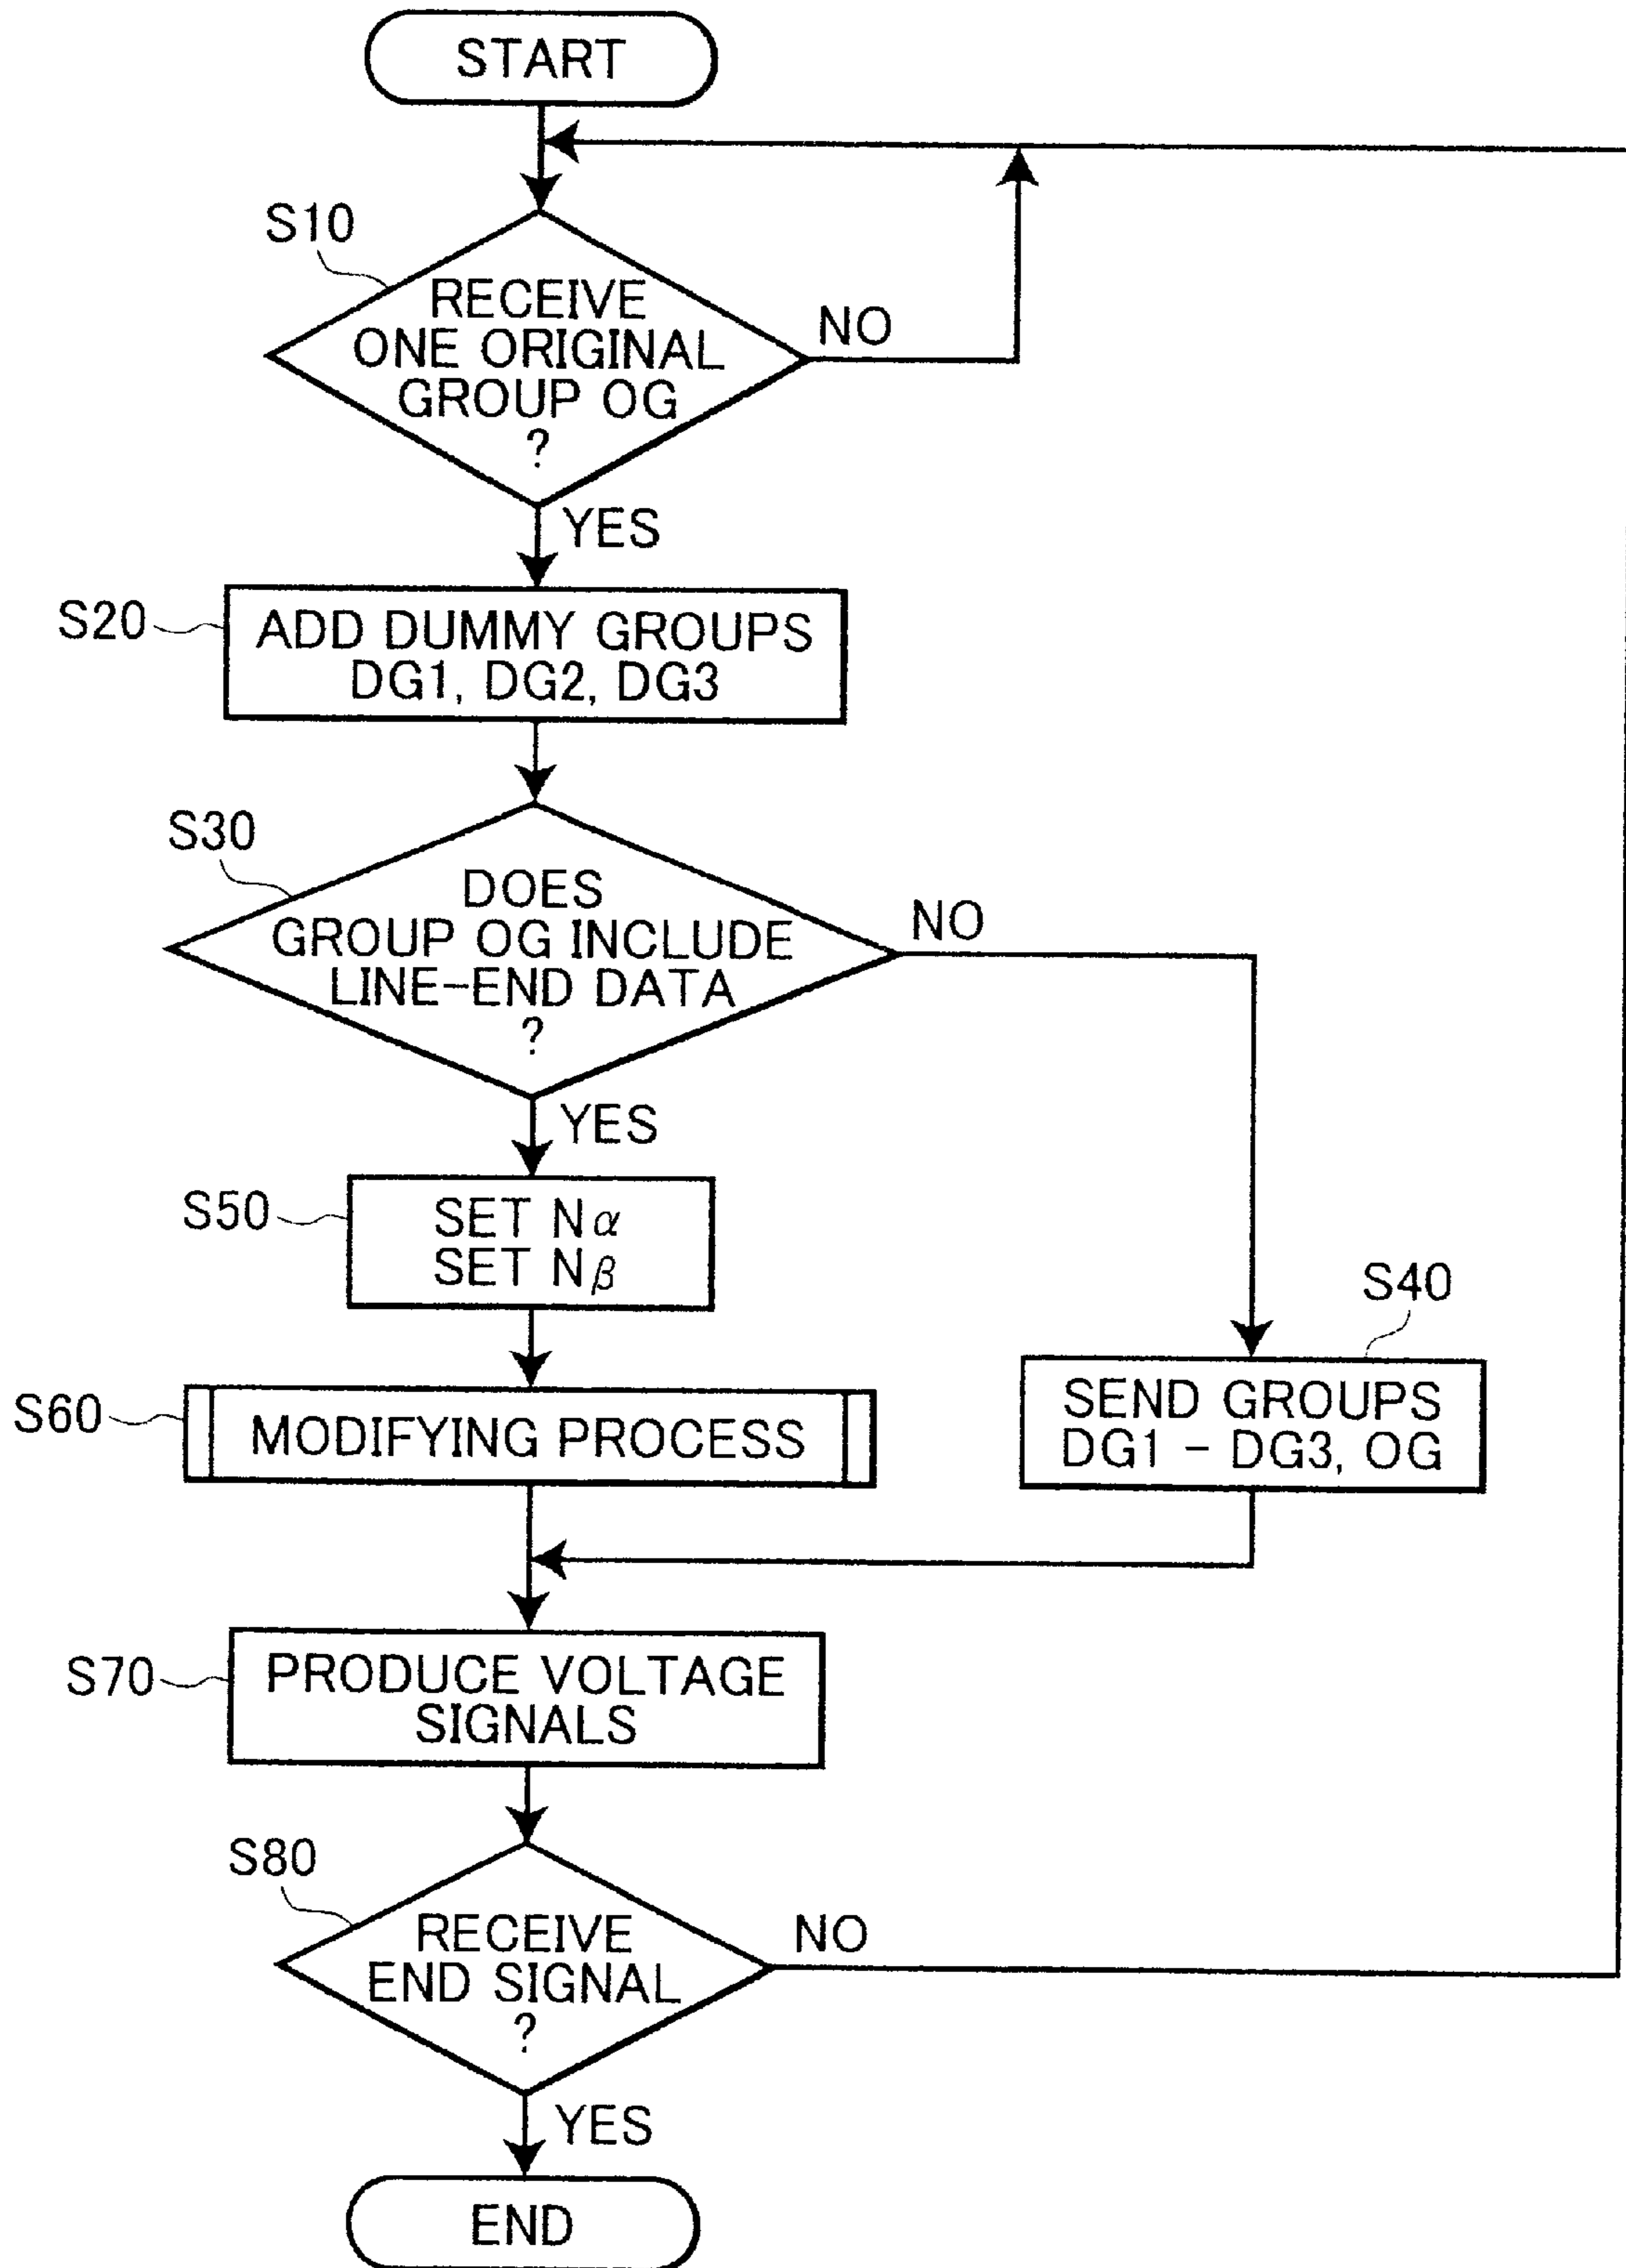 START
S10
RECEIVE
ONE ORIGINAL
GROUP OG
?
NO
YES
S20
ADD DUMMY GROUPS
DG1, DG2, DG3
S30
DOES
GROUP OG INCLUDE
LINE-END DATA
?
NO
YES
S50
SET Nα
SET Nβ
S40
SEND GROUPS
DG1 - DG3, OG
S60
MODIFYING PROCESS
S70
PRODUCE VOLTAGE
SIGNALS
S80
RECEIVE
END SIGNAL
?
NO
YES
END